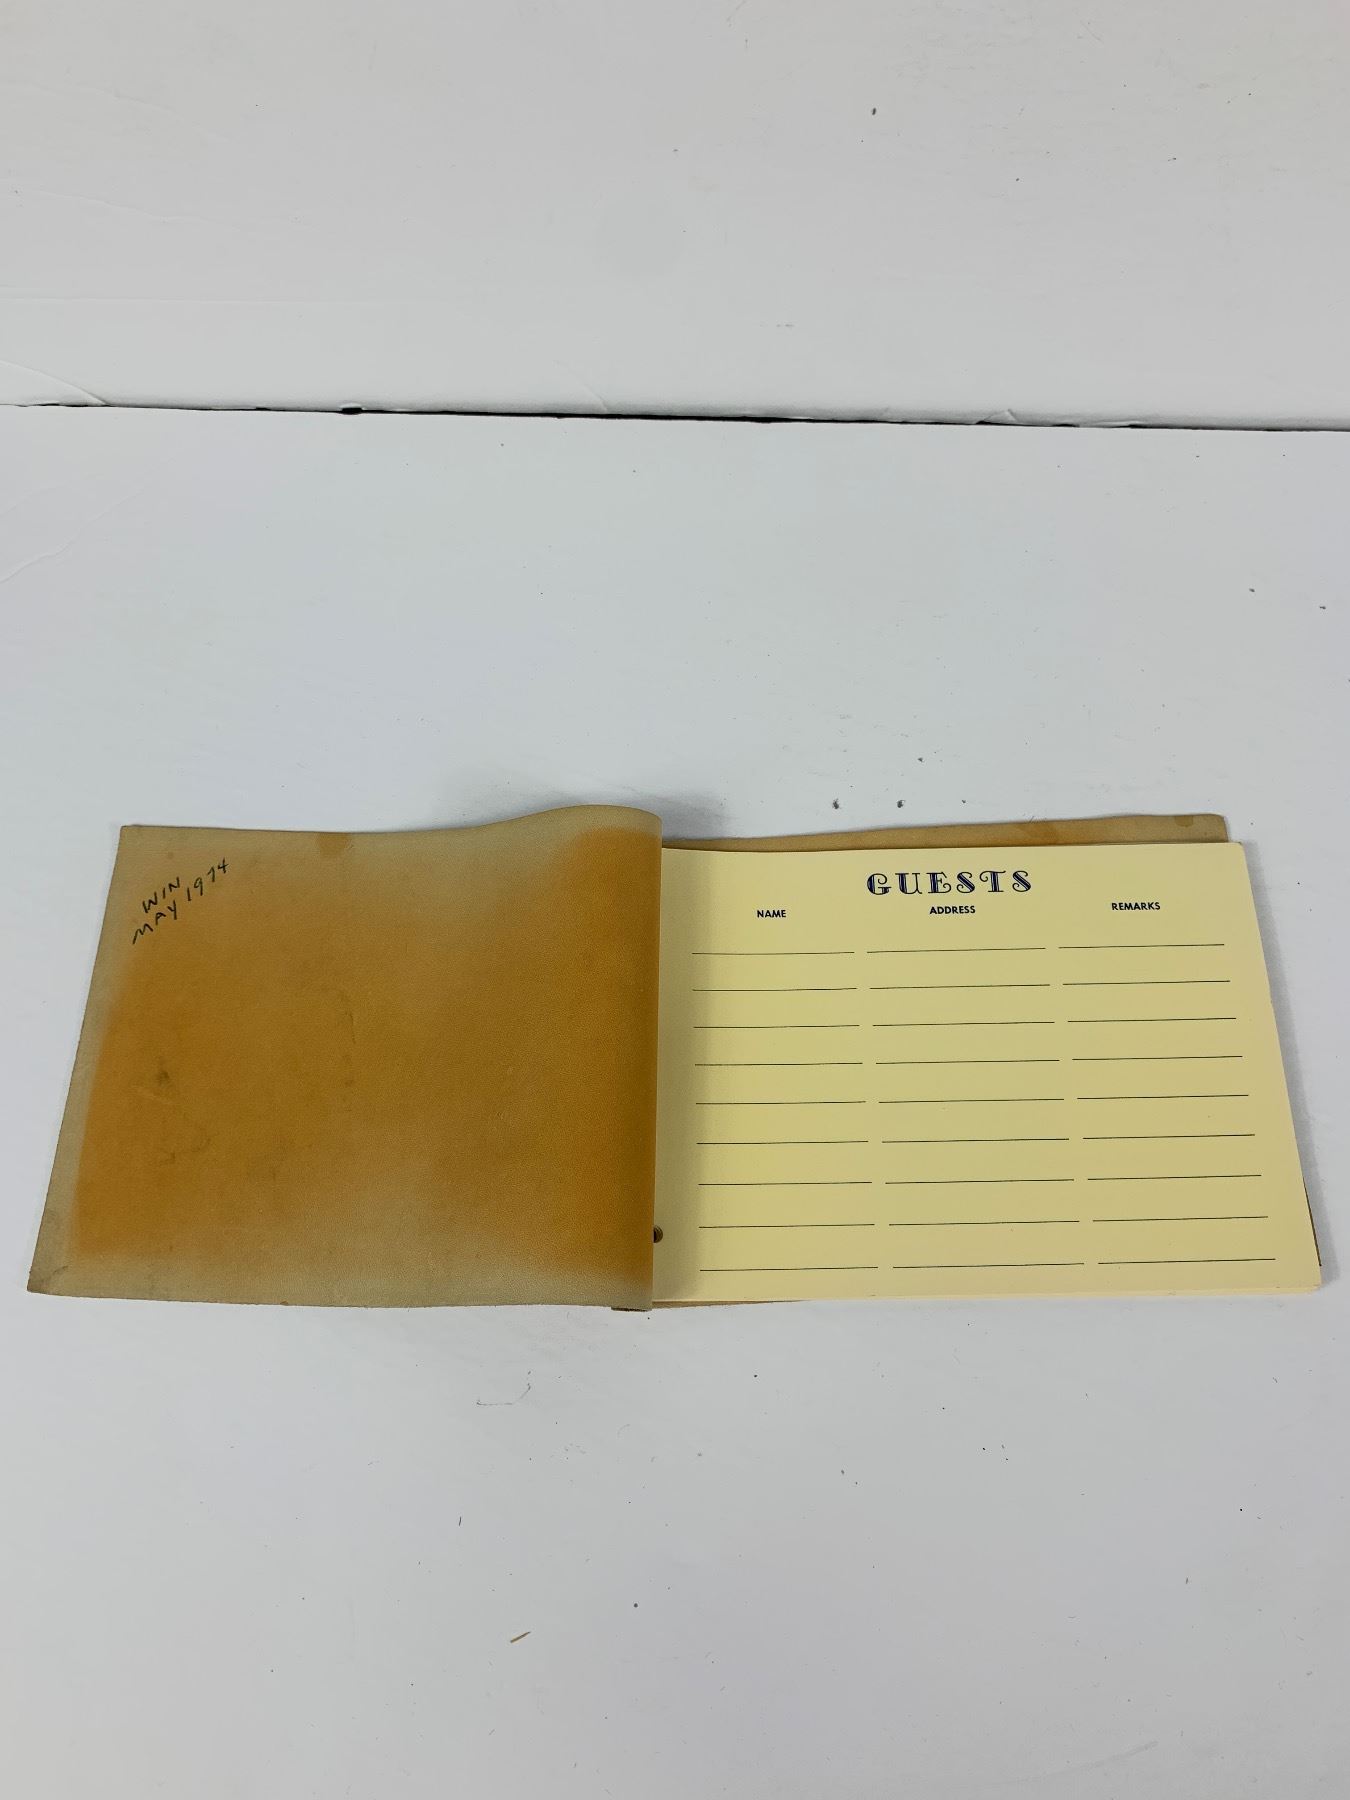 WIN
MAY 1974
GUESTS
NAME ADDRESS REMARKS